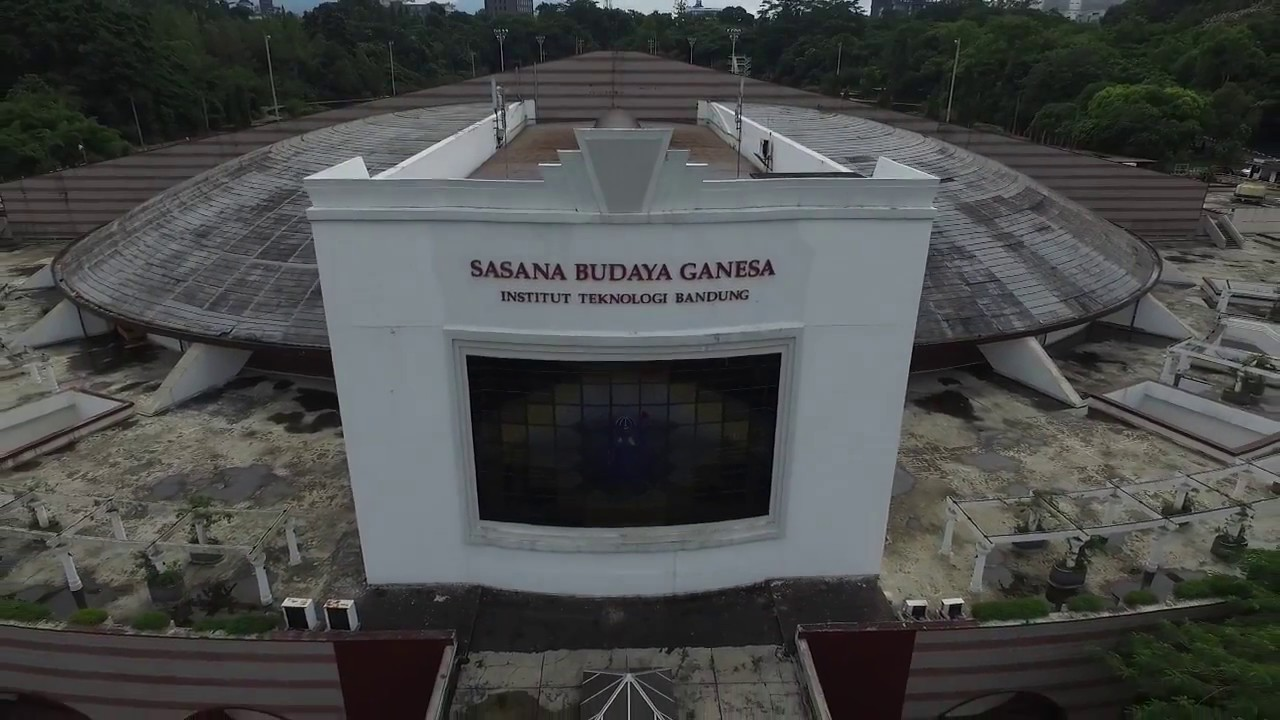 SASANA BUDAYA GANESA
INSTITUT TEKNOLOGI BANDUNG